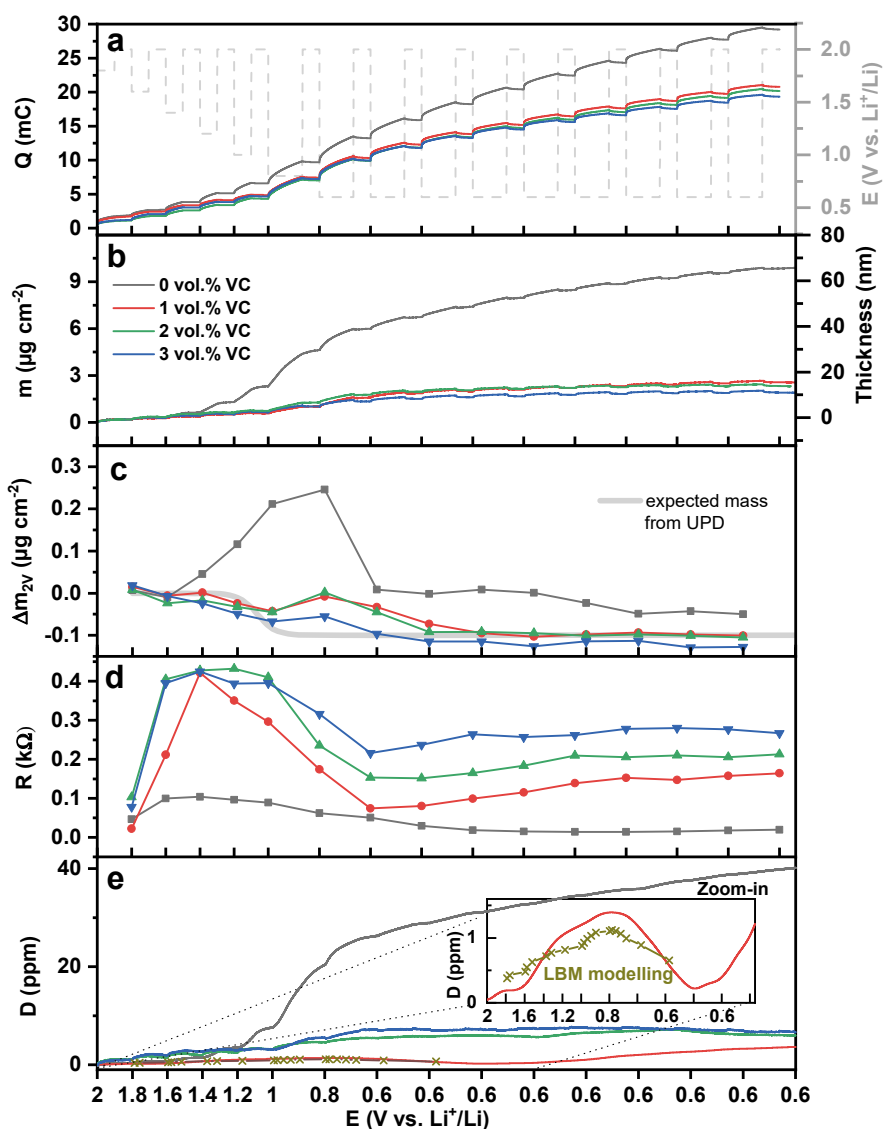 a
30
25
20
15
10
5
0
Q (mC)
2.0
1.5
1.0
0.5
E (V vs. Li⁺/Li)
b
0 vol.% VC
1 vol.% VC
2 vol.% VC
3 vol.% VC
9
6
3
0
m (µg cm⁻²)
80
60
40
20
0
Thickness (nm)
c
0.3
0.2
0.1
0.0
-0.1
Δm2V (µg cm⁻²)
expected mass
from UPD
d
0.4
0.3
0.2
0.1
0.0
R (kΩ)
e
40
20
0
D (ppm)
Zoom-in
1
0
D (ppm)
LBM modelling
2 1.6 1.2 0.8 0.6 0.6
2 1.8 1.6 1.4 1.2 1 0.8 0.6 0.6 0.6 0.6 0.6 0.6 0.6 0.6 0.6
E (V vs. Li⁺/Li)